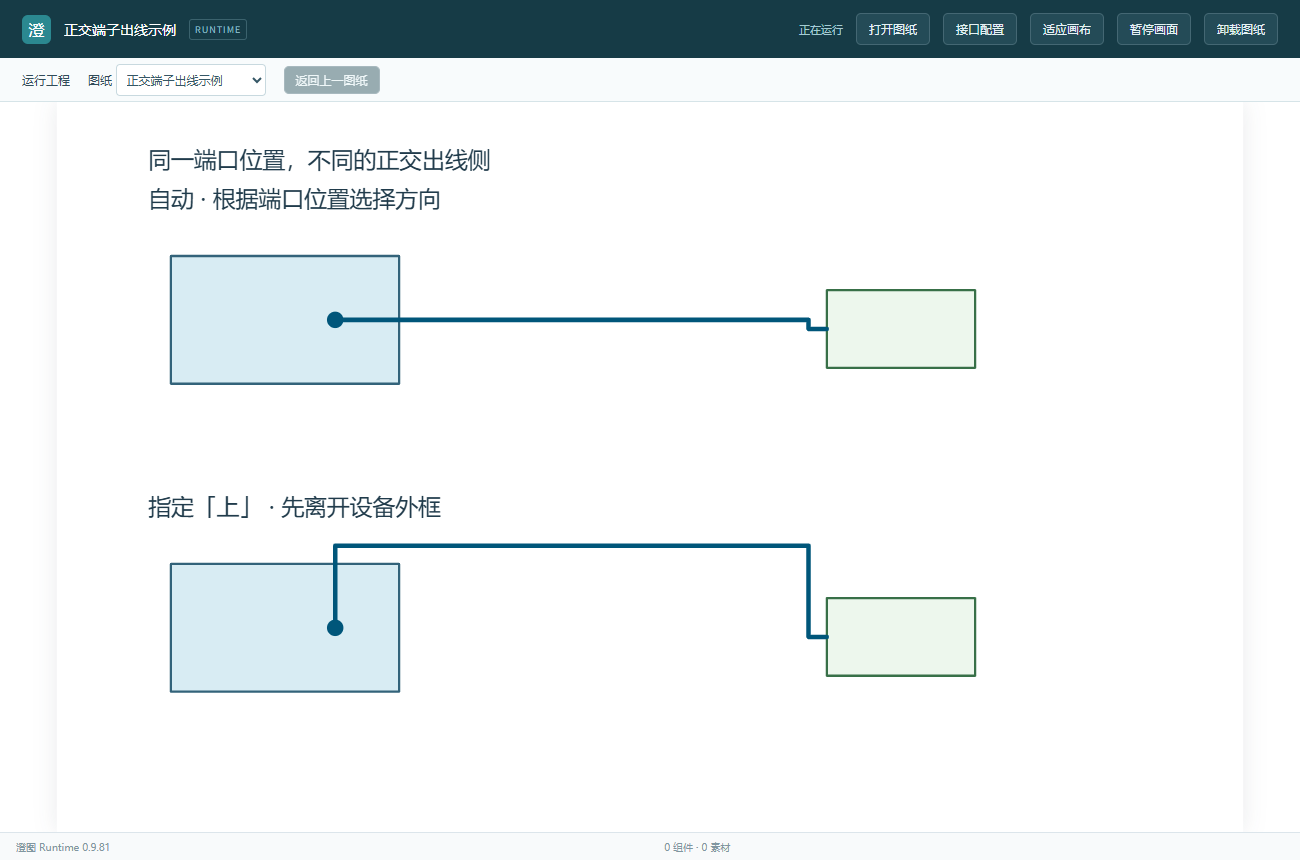 澄 正交端子出线示例 RUNTIME 正在运行 打开图纸 接口配置 适应画布 暂停画面 卸载图纸
运行工程 图纸 正交端子出线示例 返回上一图纸
同一端口位置，不同的正交出线侧
自动 · 根据端口位置选择方向
指定「上」 · 先离开设备外框
澄图 Runtime 0.9.81 0 组件 · 0 素材